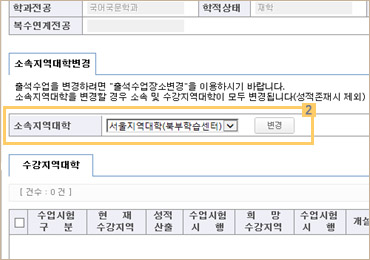 학과전공 국어국문학과 학적상태 재학
복수연계전공
소속지역대학변경
출석수업을 변경하려면 "출석수업장소변경"을 이용하시기 바랍니다.
소속지역대학을 변경할 경우 소속 및 수강지역대학이 모두 변경됩니다(성적존재시 제외)
2
소속지역대학 서울지역대학(북부학습센터) 변경
수강지역대학
[ 건수 : 0 건 ]
수업시험 현 재 성적 수업시험 희 망 수업시험 개설
구 분 수강지역 산출 시 행 수강지역 시 행